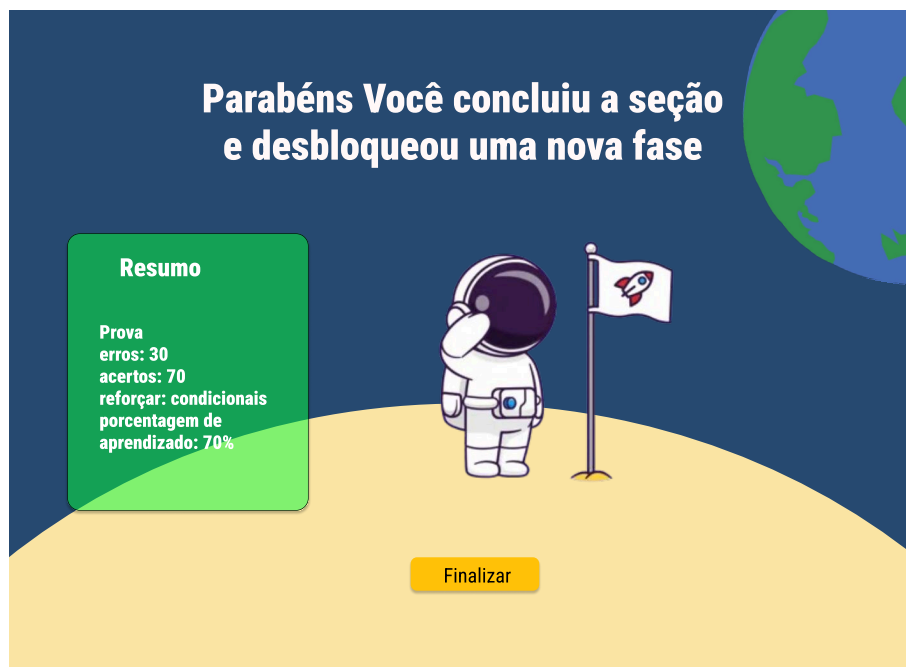 Parabéns Você concluiu a seção
e desbloqueou uma nova fase
Resumo
Prova
erros: 30
acertos: 70
reforçar: condicionais
porcentagem de
aprendizado: 70%
Finalizar